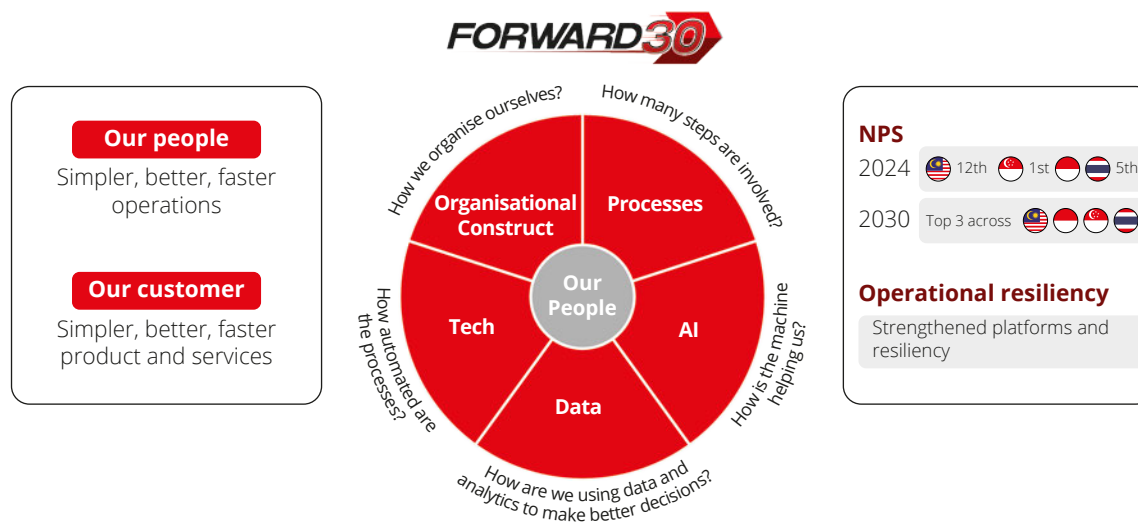 FORWARD30
Our people
Simpler, better, faster
operations
Our customer
Simpler, better, faster
product and services
How we organise ourselves?
How many steps are involved?
How is the machine
helping us?
How are we using data and
analytics to make better decisions?
How automated are
the processes?
Organisational
Construct
Processes
AI
Data
Tech
Our
People
NPS
2024 12th 1st 5th
2030 Top 3 across
Operational resiliency
Strengthened platforms and
resiliency